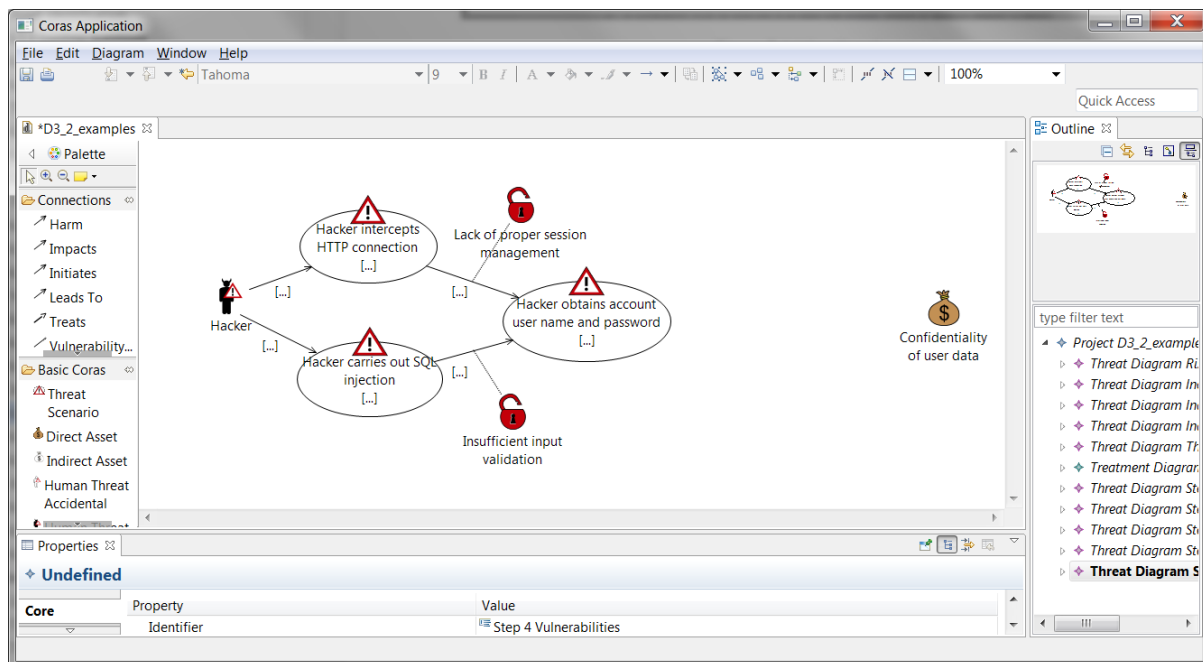 Coras Application
File Edit Diagram Window Help
Tahoma 9 B I A 100%
Quick Access
*D3_2_examples
Palette
Connections
Harm
Impacts
Initiates
Leads To
Treats
Vulnerability...
Basic Coras
Threat
Scenario
Direct Asset
Indirect Asset
Human Threat
Accidental
Hacker
[...]
[...]
Hacker intercepts
HTTP connection
[...]
Hacker carries out SQL
injection
[...]
Lack of proper session
management
[...]
[...]
Insufficient input
validation
Hacker obtains account
user name and password
[...]
Confidentiality
of user data
Outline
type filter text
Project D3_2_example
Threat Diagram Ri
Threat Diagram In
Threat Diagram In
Threat Diagram In
Threat Diagram Th
Treatment Diagram
Threat Diagram St
Threat Diagram St
Threat Diagram St
Threat Diagram St
Threat Diagram S
Properties
Undefined
Core
Property Value
Identifier Step 4 Vulnerabilities